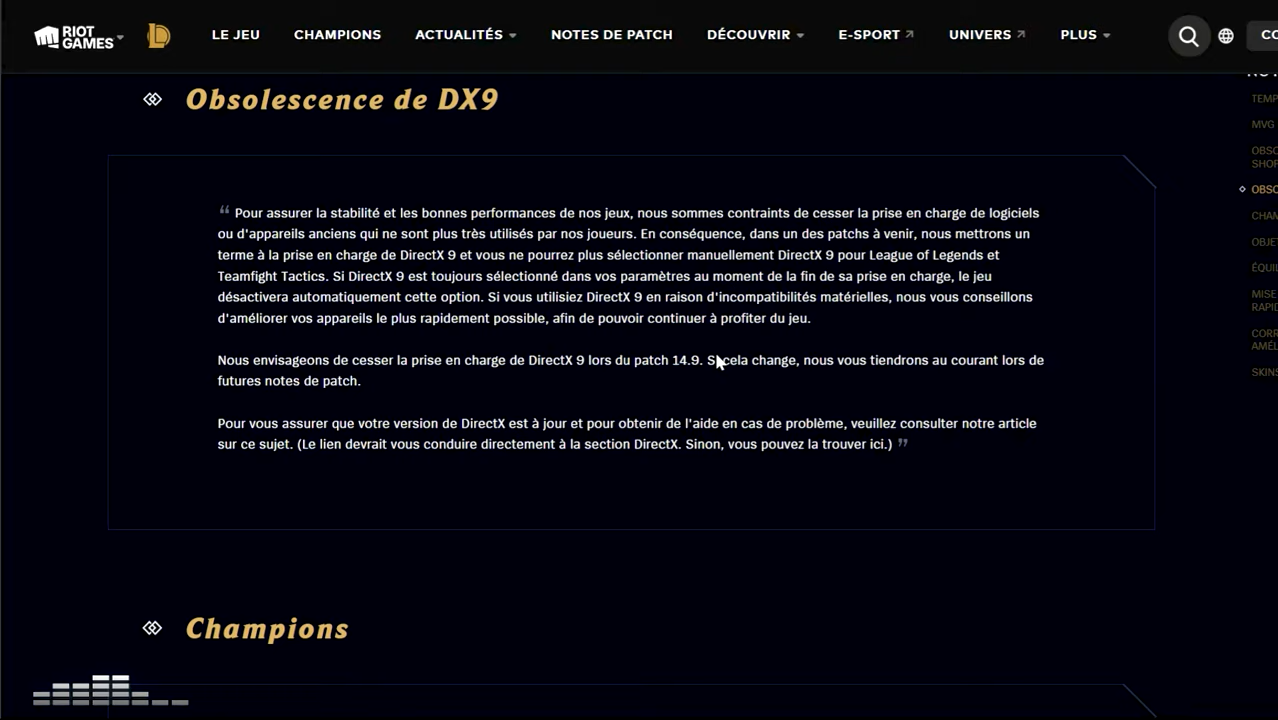 RIOT GAMES
LE JEU
CHAMPIONS
ACTUALITÉS
NOTES DE PATCH
DÉCOUVRIR
E-SPORT
UNIVERS
PLUS
CO
Obsolescence de DX9
TEMP
MVG
OBSO
SHOP
OBSO
CHAM
OBJE
ÉQUIL
MISE
RAPID
CORR
AMÉL
SKINS
“ Pour assurer la stabilité et les bonnes performances de nos jeux, nous sommes contraints de cesser la prise en charge de logiciels
ou d'appareils anciens qui ne sont plus très utilisés par nos joueurs. En conséquence, dans un des patchs à venir, nous mettrons un
terme à la prise en charge de DirectX 9 et vous ne pourrez plus sélectionner manuellement DirectX 9 pour League of Legends et
Teamfight Tactics. Si DirectX 9 est toujours sélectionné dans vos paramètres au moment de la fin de sa prise en charge, le jeu
désactivera automatiquement cette option. Si vous utilisiez DirectX 9 en raison d'incompatibilités matérielles, nous vous conseillons
d'améliorer vos appareils le plus rapidement possible, afin de pouvoir continuer à profiter du jeu.
Nous envisageons de cesser la prise en charge de DirectX 9 lors du patch 14.9. Si cela change, nous vous tiendrons au courant lors de
futures notes de patch.
Pour vous assurer que votre version de DirectX est à jour et pour obtenir de l'aide en cas de problème, veuillez consulter notre article
sur ce sujet. (Le lien devrait vous conduire directement à la section DirectX. Sinon, vous pouvez la trouver ici.) ”
Champions